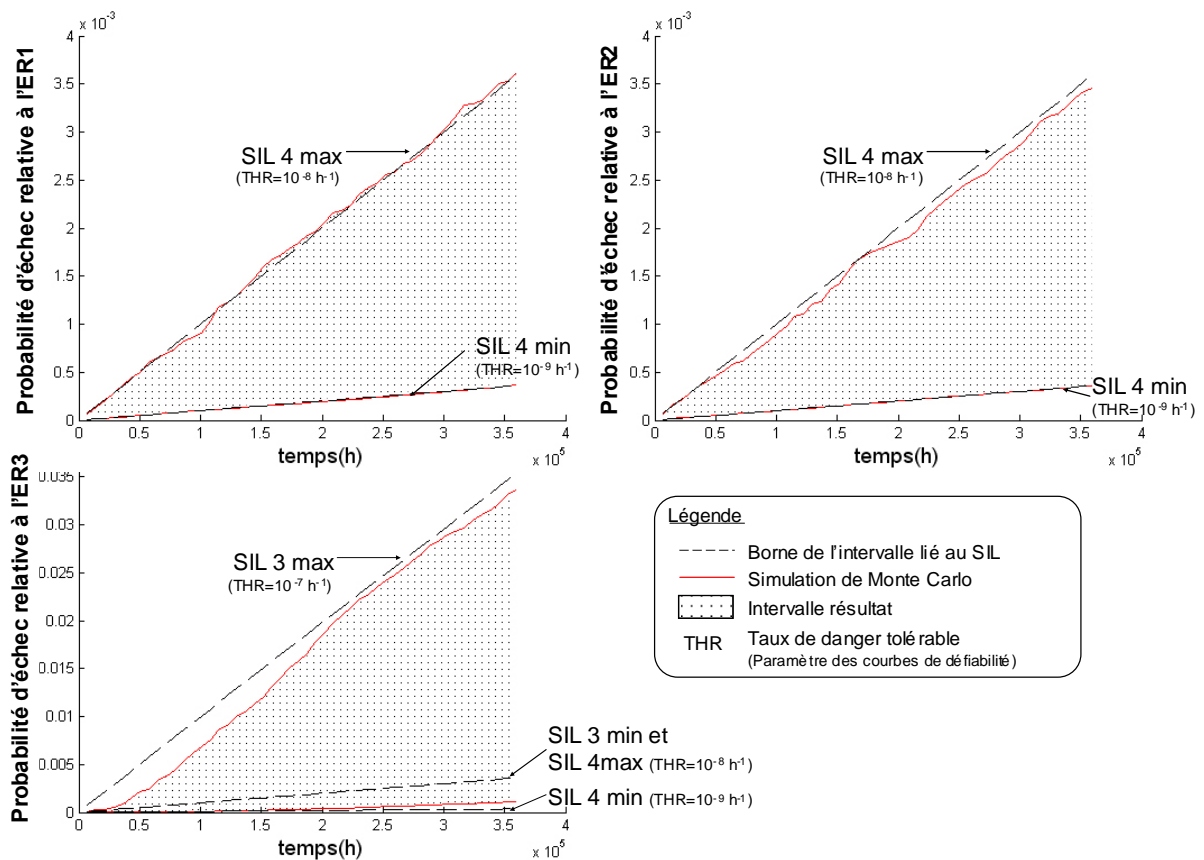 x 10⁻³
Probabilité d'échec relative à l'ER1
4
3.5
3
2.5
2
1.5
1
0.5
0
SIL 4 max
(THR=10⁻⁸ h⁻¹)
SIL 4 min
(THR=10⁻⁹ h⁻¹)
0 0.5 1 1.5 2 2.5 3 3.5 4
temps(h)
x 10⁵
x 10⁻³
Probabilité d'échec relative à l'ER2
4
3.5
3
2.5
2
1.5
1
0.5
0
SIL 4 max
(THR=10⁻⁸ h⁻¹)
SIL 4 min
(THR=10⁻⁹ h⁻¹)
0 0.5 1 1.5 2 2.5 3 3.5 4
temps(h)
x 10⁵
Probabilité d'échec relative à l'ER3
0.035
0.03
0.025
0.02
0.015
0.01
0.005
0
SIL 3 max
(THR=10⁻⁷ h⁻¹)
SIL 3 min et
SIL 4max (THR=10⁻⁸ h⁻¹)
SIL 4 min (THR=10⁻⁹ h⁻¹)
0 0.5 1 1.5 2 2.5 3 3.5 4
temps(h)
x 10⁵
Légende
Borne de l'intervalle lié au SIL
Simulation de Monte Carlo
Intervalle résultat
THR Taux de danger tolérable
(Paramètre des courbes de défiabilité)